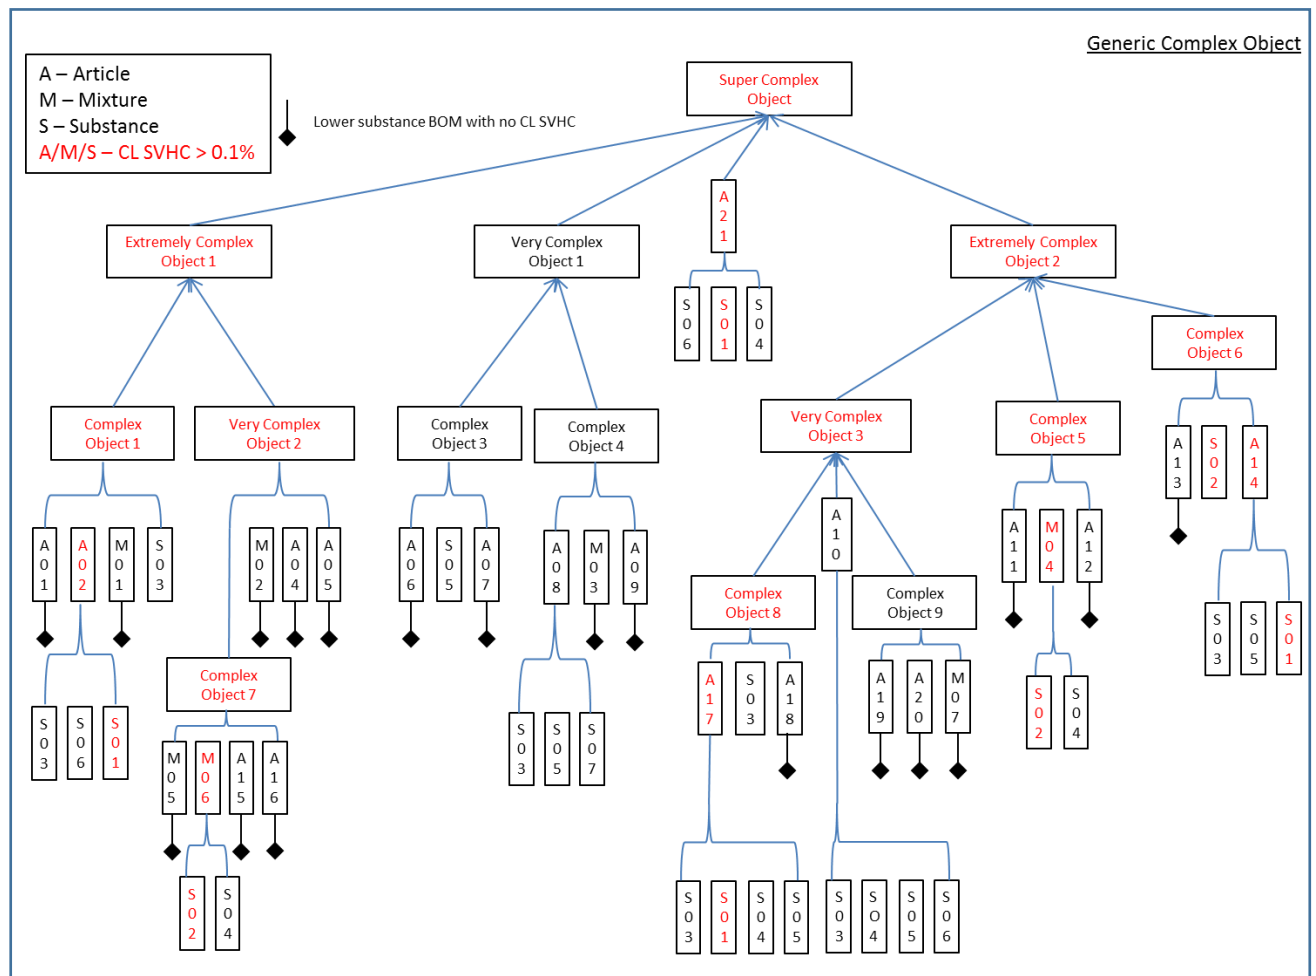 Generic Complex Object
A – Article
M – Mixture
S – Substance
A/M/S – CL SVHC > 0.1%
Lower substance BOM with no CL SVHC
Super Complex
Object
A21
S06
S01
S04
Extremely Complex
Object 1
Very Complex
Object 1
Extremely Complex
Object 2
Complex
Object 6
Complex
Object 1
Very Complex
Object 2
Complex
Object 3
Complex
Object 4
Very Complex
Object 3
Complex
Object 5
A13
S02
A14
A01
A02
M01
S03
M02
A04
A05
A06
S05
A07
A08
M03
A09
A10
A11
M04
A12
Complex
Object 8
Complex
Object 9
S03
S05
S01
Complex
Object 7
A17
S03
A18
A19
A20
M07
S02
S04
S03
S06
S01
M05
M06
A15
A16
S03
S05
S07
S02
S04
S03
S01
S04
S05
S03
SO4
S05
S06